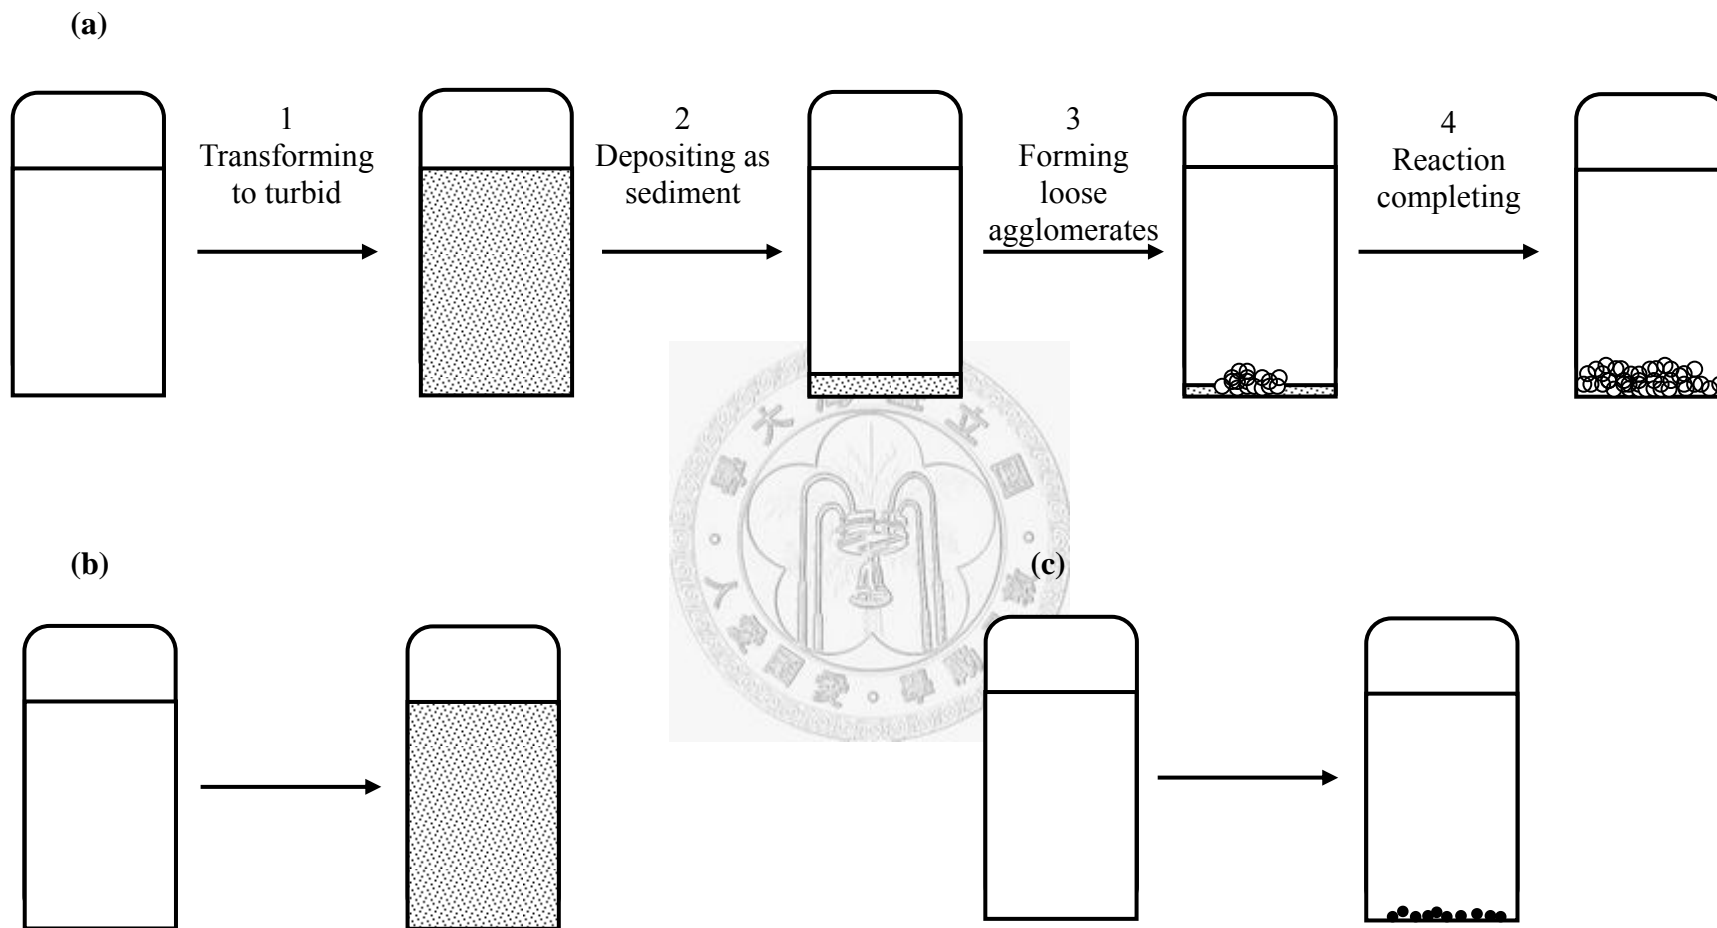 (a)
1
Transforming
to turbid
2
Depositing as
sediment
3
Forming
loose
agglomerates
4
Reaction
completing
(b)
(c)